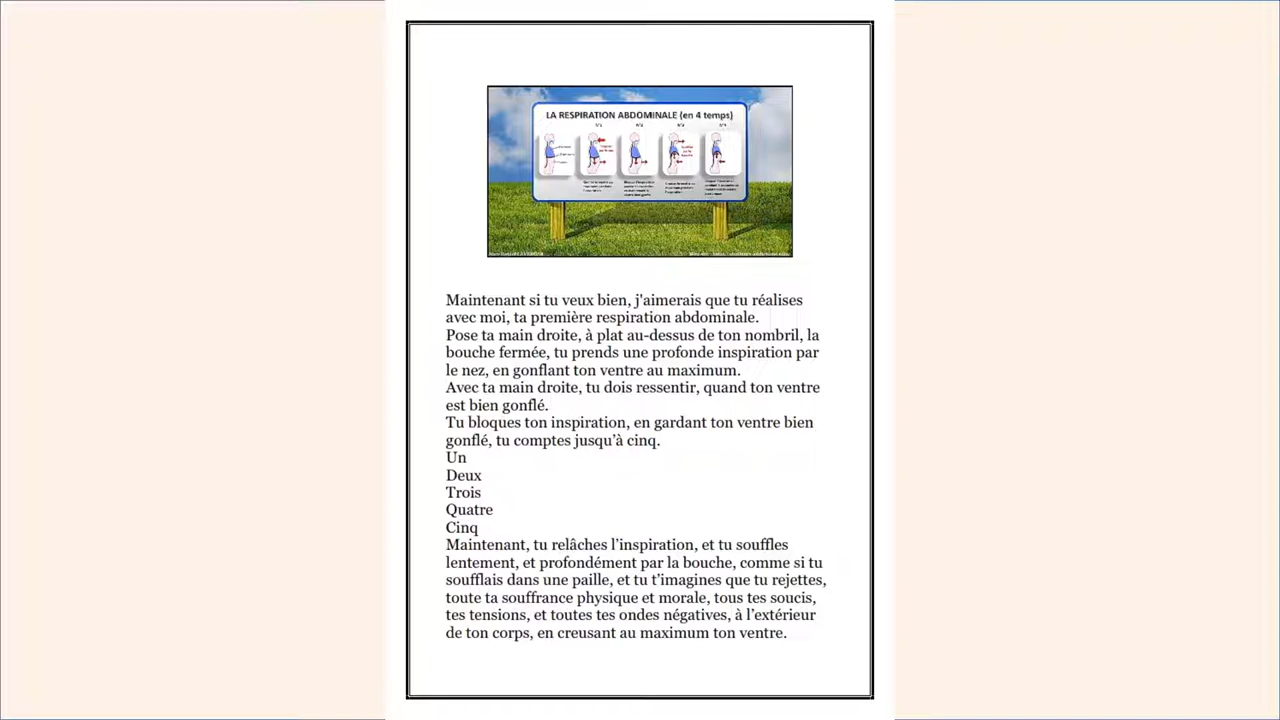 LA RESPIRATION ABDOMINALE (en 4 temps)
Maintenant si tu veux bien, j'aimerais que tu réalises
avec moi, ta première respiration abdominale.
Pose ta main droite, à plat au-dessus de ton nombril, la
bouche fermée, tu prends une profonde inspiration par
le nez, en gonflant ton ventre au maximum.
Avec ta main droite, tu dois ressentir, quand ton ventre
est bien gonflé.
Tu bloques ton inspiration, en gardant ton ventre bien
gonflé, tu comptes jusqu’à cinq.
Un
Deux
Trois
Quatre
Cinq
Maintenant, tu relâches l’inspiration, et tu souffles
lentement, et profondément par la bouche, comme si tu
soufflais dans une paille, et tu t’imagines que tu rejettes,
toute ta souffrance physique et morale, tous tes soucis,
tes tensions, et toutes tes ondes négatives, à l’extérieur
de ton corps, en creusant au maximum ton ventre.